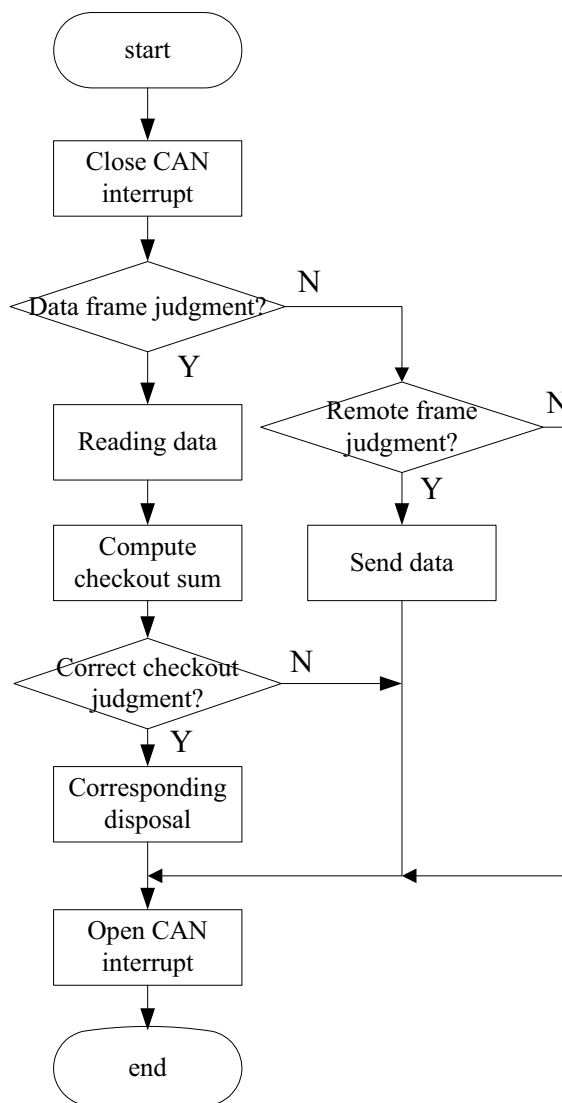 start
Close CAN
interrupt
Data frame judgment?
N
Y
Reading data
Remote frame
judgment?
N
Y
Compute
checkout sum
Send data
Correct checkout
judgment?
N
Y
Corresponding
disposal
Open CAN
interrupt
end